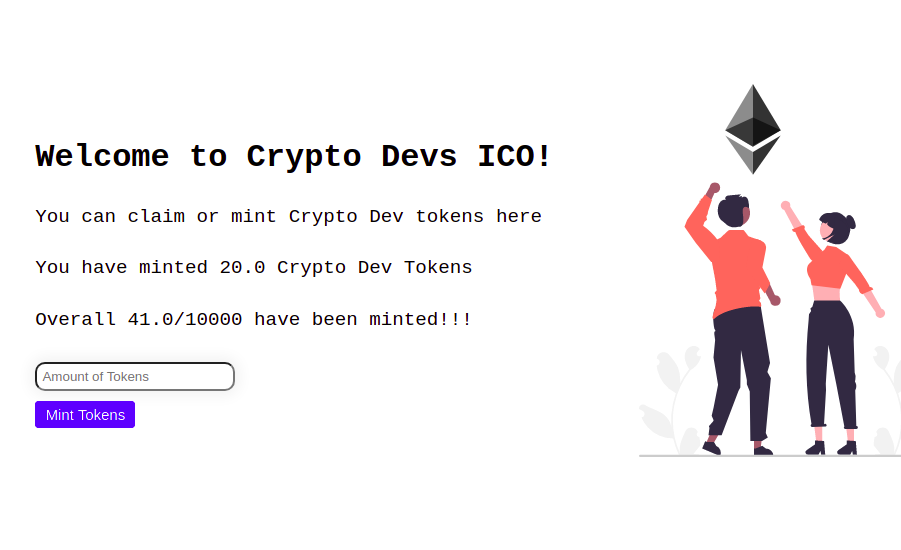 Welcome to Crypto Devs ICO!
You can claim or mint Crypto Dev tokens here
You have minted 20.0 Crypto Dev Tokens
Overall 41.0/10000 have been minted!!!
Amount of Tokens
Mint Tokens